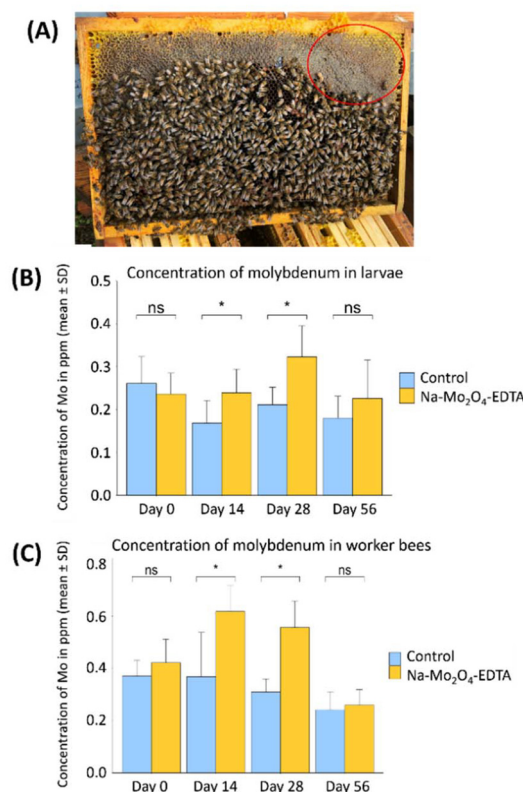 (A)
(B)
Concentration of molybdenum in larvae
Concentration of Mo in ppm (mean ± SD)
0.5
0.4
0.3
0.2
0.1
0.0
ns
*
*
ns
Control
Na-Mo₂O₄-EDTA
Day 0 Day 14 Day 28 Day 56
(C)
Concentration of molybdenum in worker bees
Concentration of Mo in ppm (mean ± SD)
0.8
0.6
0.4
0.2
0.0
ns
*
*
ns
Control
Na-Mo₂O₄-EDTA
Day 0 Day 14 Day 28 Day 56